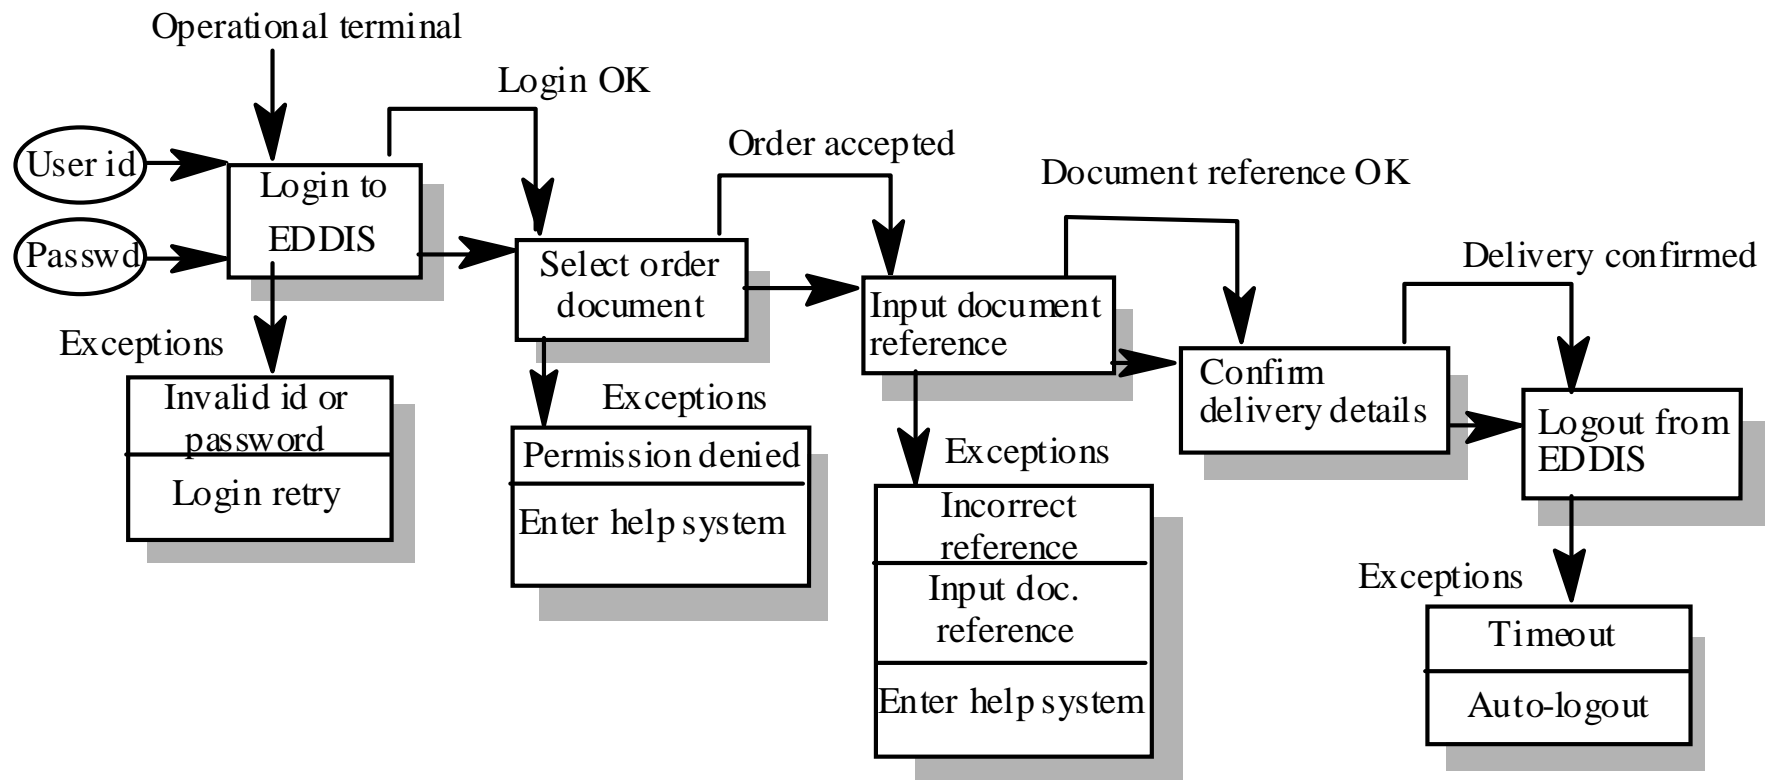 Operational terminal
Login OK
Order accepted
Document reference OK
Delivery confirmed
User id
Passwd
Login to
EDDIS
Select order
document
Input document
reference
Confirm
delivery details
Logout from
EDDIS
Exceptions
Invalid id or
password
Login retry
Exceptions
Permission denied
Enter help system
Exceptions
Incorrect
reference
Input doc.
reference
Enter help system
Exceptions
Timeout
Auto-logout